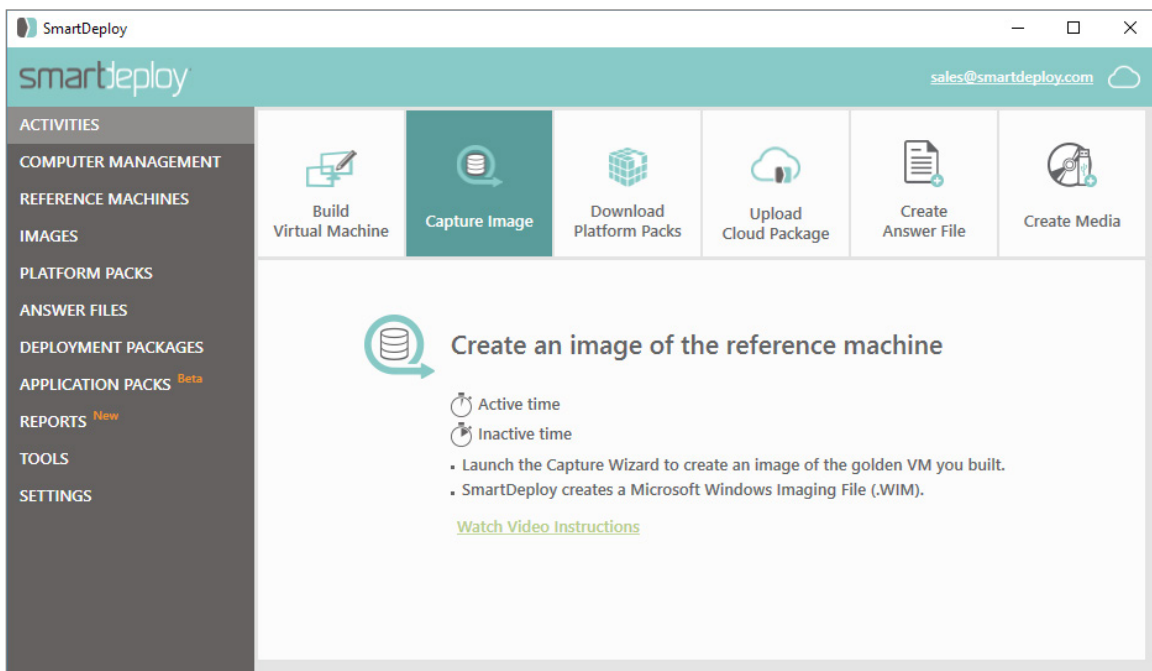 SmartDeploy
smartdeploy
sales@smartdeploy.com
ACTIVITIES
COMPUTER MANAGEMENT
REFERENCE MACHINES
IMAGES
PLATFORM PACKS
ANSWER FILES
DEPLOYMENT PACKAGES
APPLICATION PACKS Beta
REPORTS New
TOOLS
SETTINGS
Build
Virtual Machine
Capture Image
Download
Platform Packs
Upload
Cloud Package
Create
Answer File
Create Media
Create an image of the reference machine
Active time
Inactive time
▪ Launch the Capture Wizard to create an image of the golden VM you built.
▪ SmartDeploy creates a Microsoft Windows Imaging File (.WIM).
Watch Video Instructions